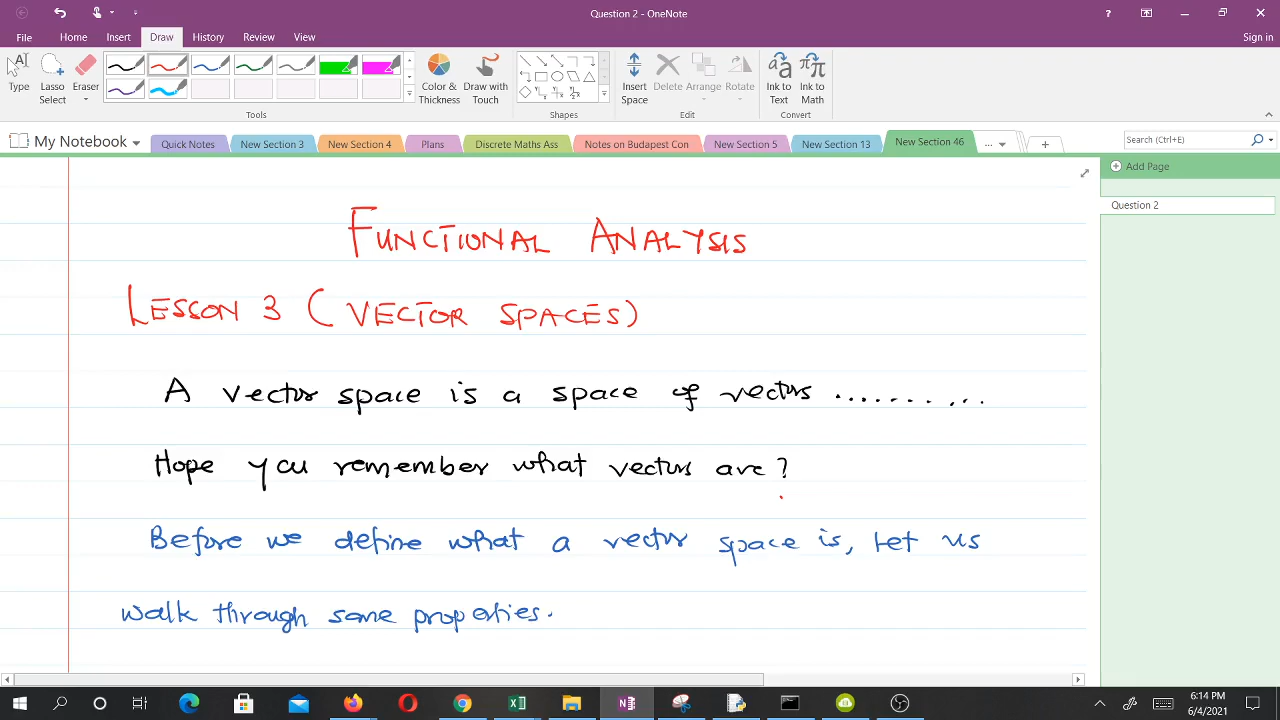 Question 2 - OneNote
File Home Insert Draw History Review View Sign in
Type Lasso Select Eraser Color & Thickness Draw with Touch Insert Space Delete Arrange Rotate Ink to Text Ink to Math
Tools Shapes Edit Convert
My Notebook Quick Notes New Section 3 New Section 4 Plans Discrete Maths Ass Notes on Budapest Con New Section 5 New Section 13 New Section 46 ... Search (Ctrl+E)
Add Page
Question 2
FUNCTIONAL ANALYSIS
LESSON 3 (VECTOR SPACES)
A vector space is a space of vectors ...........
Hope you remember what vectors are?
Before we define what a vector space is, let us
walk through some properties.
6:14 PM
6/4/2021